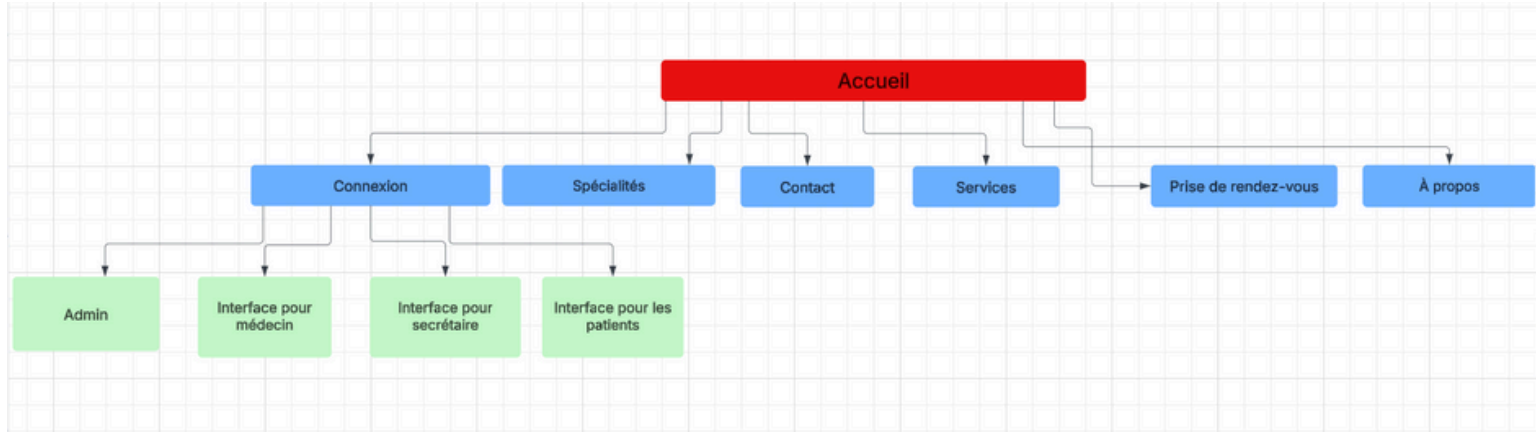 Accueil
Connexion
Spécialités
Contact
Services
Prise de rendez-vous
À propos
Admin
Interface pour
médecin
Interface pour
secrétaire
Interface pour les
patients